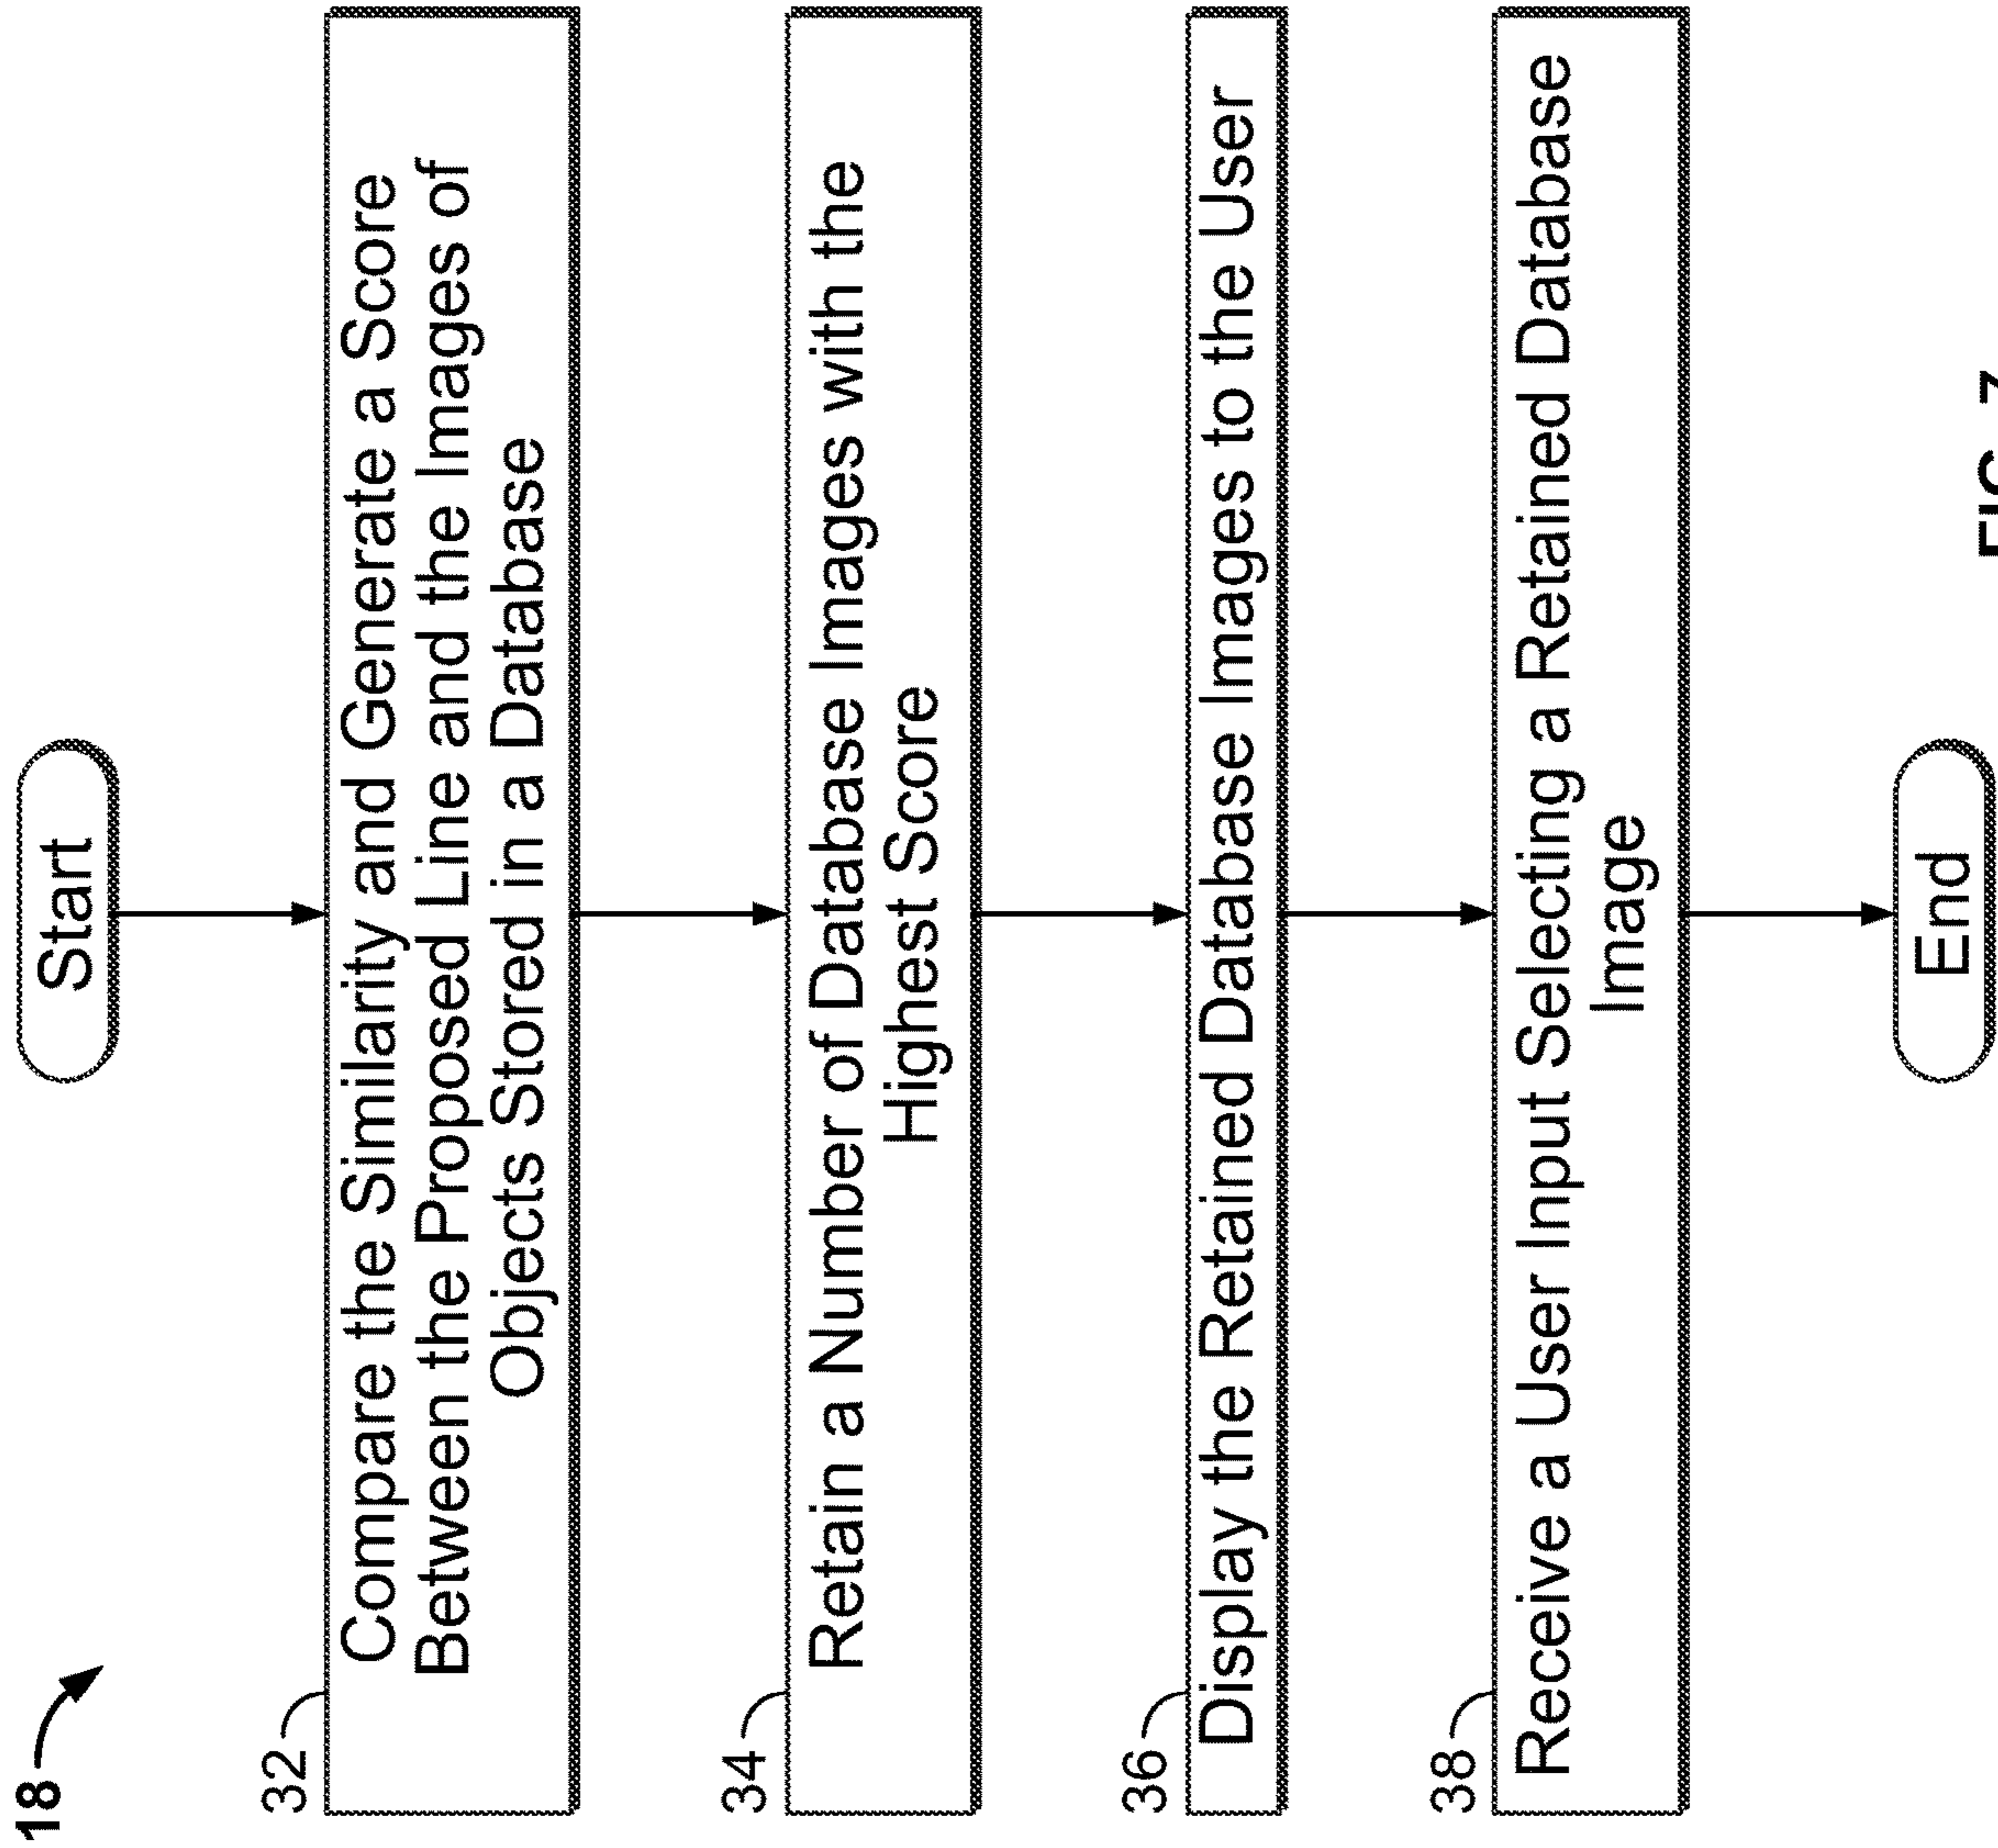 18
Start
32
Compare the Similarity and Generate a Score
Between the Proposed Line and the Images of
Objects Stored in a Database
34
Retain a Number of Database Images with the
Highest Score
36
Display the Retained Database Images to the User
38
Receive a User Input Selecting a Retained Database
Image
End
FIG.